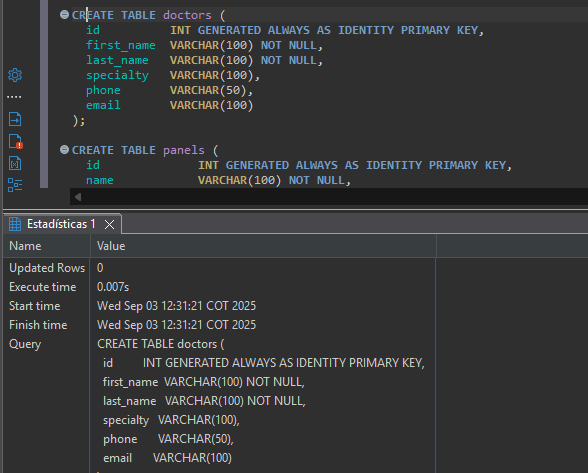 CREATE TABLE doctors (
id INT GENERATED ALWAYS AS IDENTITY PRIMARY KEY,
first_name VARCHAR(100) NOT NULL,
last_name VARCHAR(100) NOT NULL,
specialty VARCHAR(100),
phone VARCHAR(50),
email VARCHAR(100)
);
CREATE TABLE panels (
id INT GENERATED ALWAYS AS IDENTITY PRIMARY KEY,
name VARCHAR(100) NOT NULL,
Estadísticas 1
Name Value
Updated Rows 0
Execute time 0.007s
Start time Wed Sep 03 12:31:21 COT 2025
Finish time Wed Sep 03 12:31:21 COT 2025
Query CREATE TABLE doctors (
id INT GENERATED ALWAYS AS IDENTITY PRIMARY KEY,
first_name VARCHAR(100) NOT NULL,
last_name VARCHAR(100) NOT NULL,
specialty VARCHAR(100),
phone VARCHAR(50),
email VARCHAR(100)